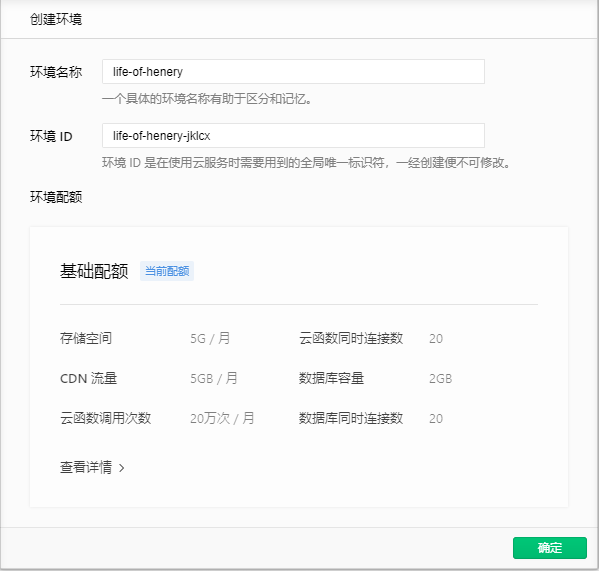 创建环境
环境名称 life-of-henery
一个具体的环境名称有助于区分和记忆。
环境 ID life-of-henery-jklcx
环境 ID 是在使用云服务时需要用到的全局唯一标识符，一经创建便不可修改。
环境配额
基础配额 当前配额
存储空间 5G / 月 云函数同时连接数 20
CDN 流量 5GB / 月 数据库容量 2GB
云函数调用次数 20万次 / 月 数据库同时连接数 20
查看详情 >
确定